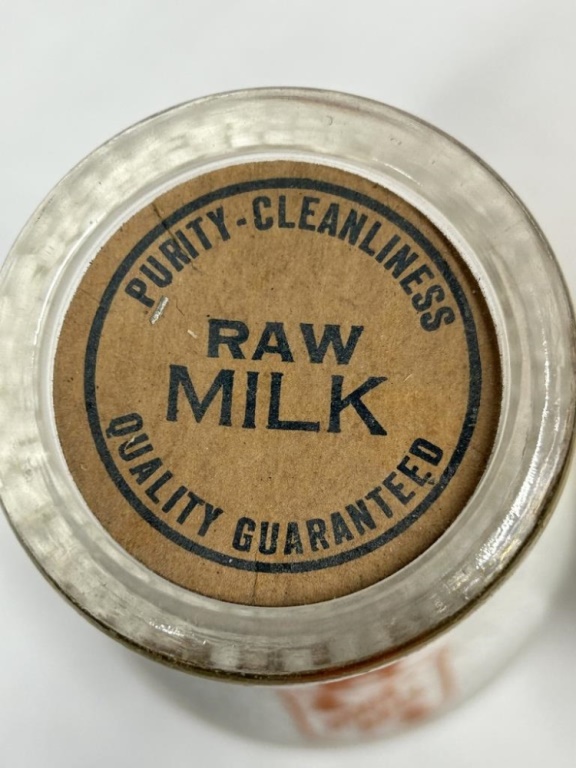 PURITY-CLEANLINESS
RAW
MILK
QUALITY GUARANTEED